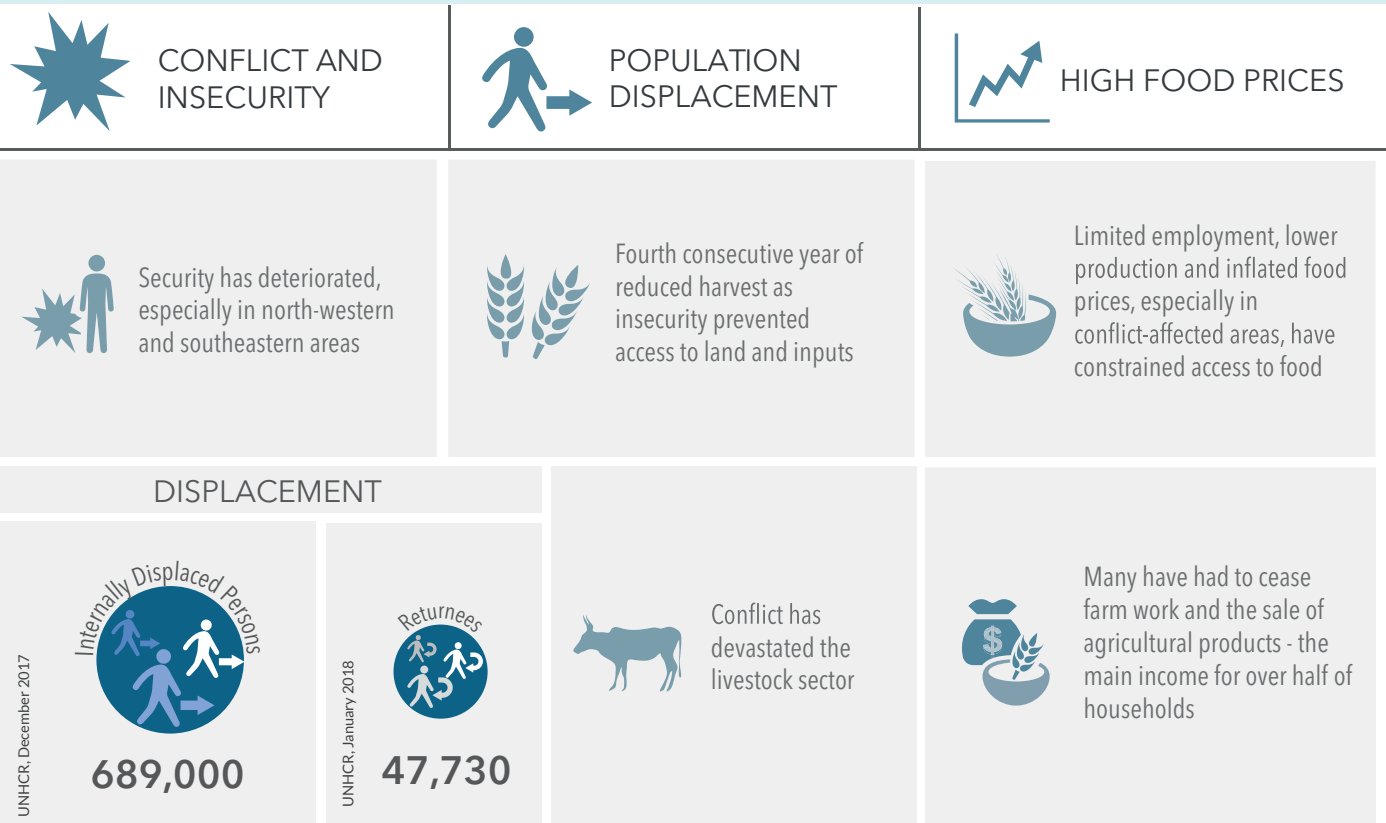 CONFLICT AND
INSECURITY
POPULATION
DISPLACEMENT
HIGH FOOD PRICES
Security has deteriorated,
especially in north-western
and southeastern areas
Fourth consecutive year of
reduced harvest as
insecurity prevented
access to land and inputs
Limited employment, lower
production and inflated food
prices, especially in
conflict-affected areas, have
constrained access to food
DISPLACEMENT
UNHCR, December 2017
Internally Displaced Persons
689,000
UNHCR, January 2018
Returnees
47,730
Conflict has
devastated the
livestock sector
$
Many have had to cease
farm work and the sale of
agricultural products - the
main income for over half of
households